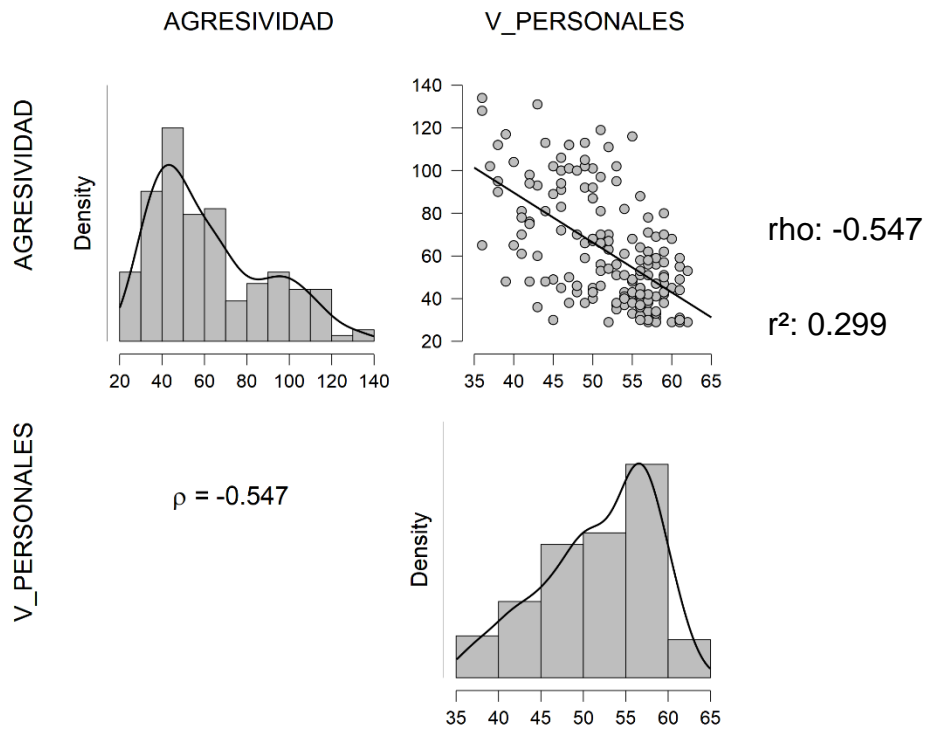 AGRESIVIDAD V_PERSONALES
AGRESIVIDAD
Density
20 40 60 80 100 120 140
140
120
100
80
60
40
20
35 40 45 50 55 60 65
rho: -0.547
r²: 0.299
V_PERSONALES
ρ = -0.547
Density
35 40 45 50 55 60 65